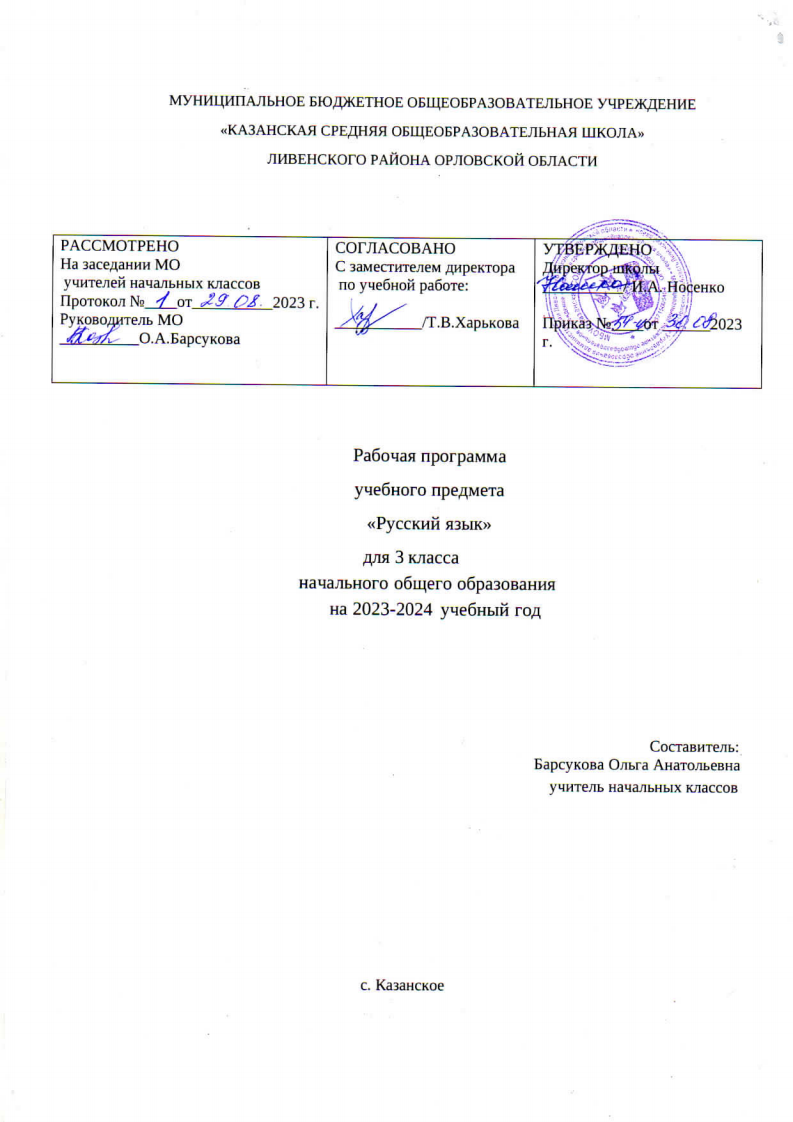 МУНИЦИПАЛЬНОЕ БЮДЖЕТНОЕ ОБЩЕОБРАЗОВАТЕЛЬНОЕ УЧРЕЖДЕНИЕ
«КАЗАНСКАЯ СРЕДНЯЯ ОБЩЕОБРАЗОВАТЕЛЬНАЯ ШКОЛА»
ЛИВЕНСКОГО РАЙОНА ОРЛОВСКОЙ ОБЛАСТИ
РАССМОТРЕНО
На заседании МО
учителей начальных классов
Протокол № 1 от 29 08. 2023 г.
Руководитель МО
О.А.Барсукова
СОГЛАСОВАНО
С заместителем директора
по учебной работе:
/Т.В.Харькова
УТВЕРЖДЕНО
Директор школы
/ И.А. Носенко
Приказ № от 30 08 2023
г.
Рабочая программа
учебного предмета
«Русский язык»
для 3 класса
начального общего образования
на 2023-2024 учебный год
Составитель:
Барсукова Ольга Анатольевна
учитель начальных классов
с. Казанское